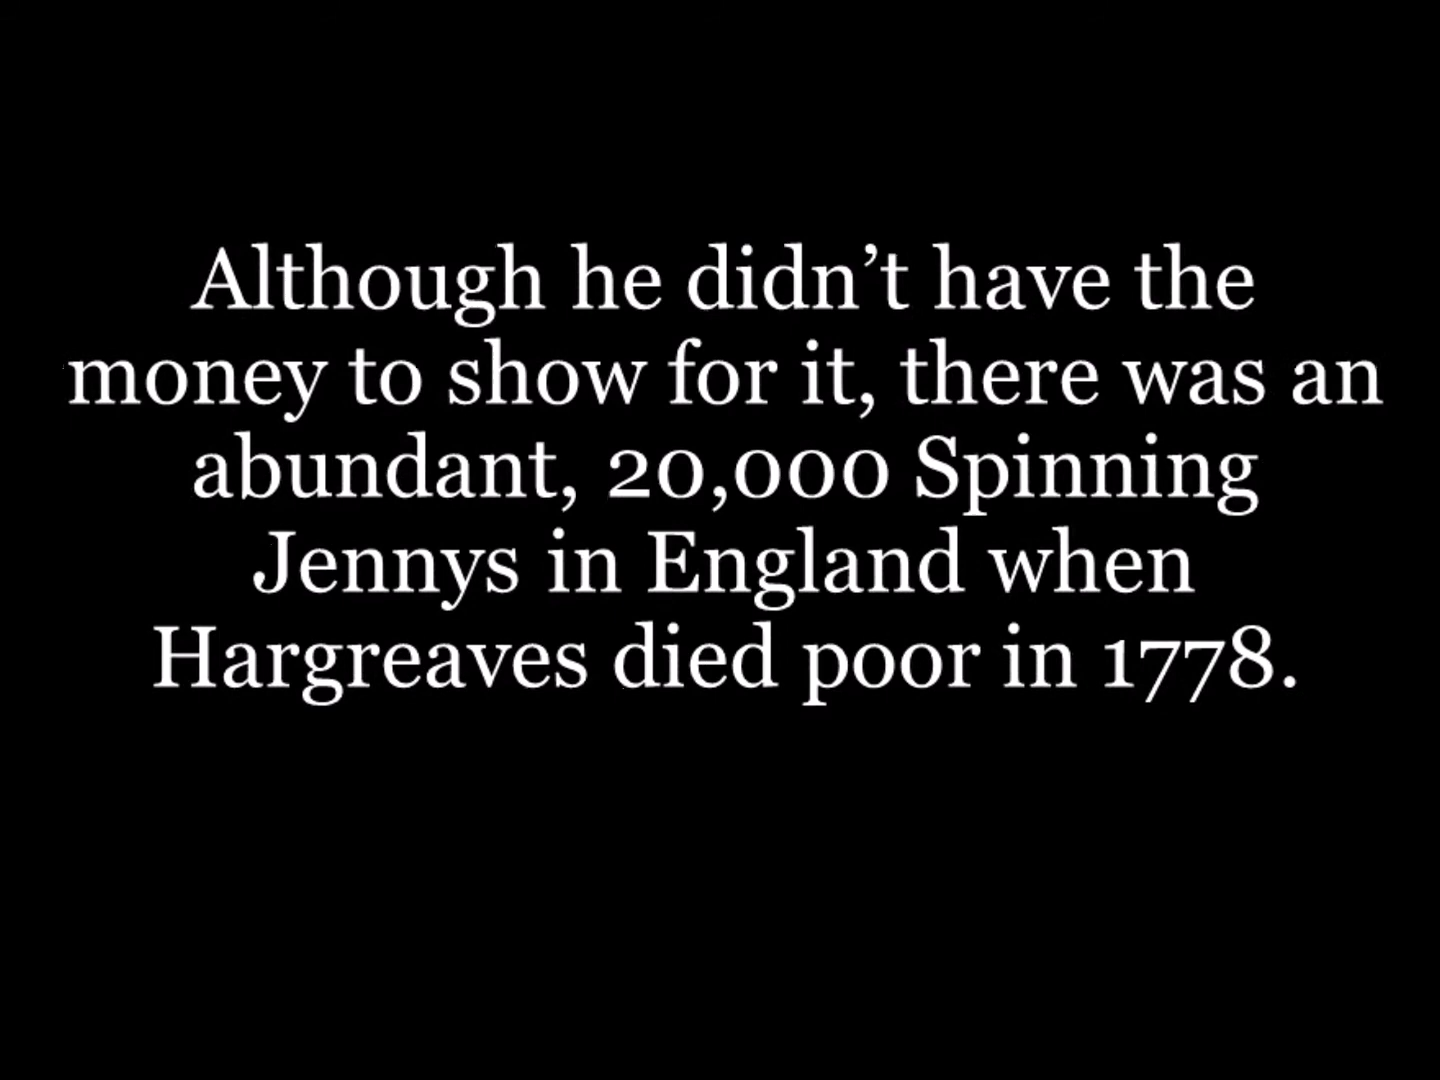 Although he didn’t have the
money to show for it, there was an
abundant, 20,000 Spinning
Jennys in England when
Hargreaves died poor in 1778.